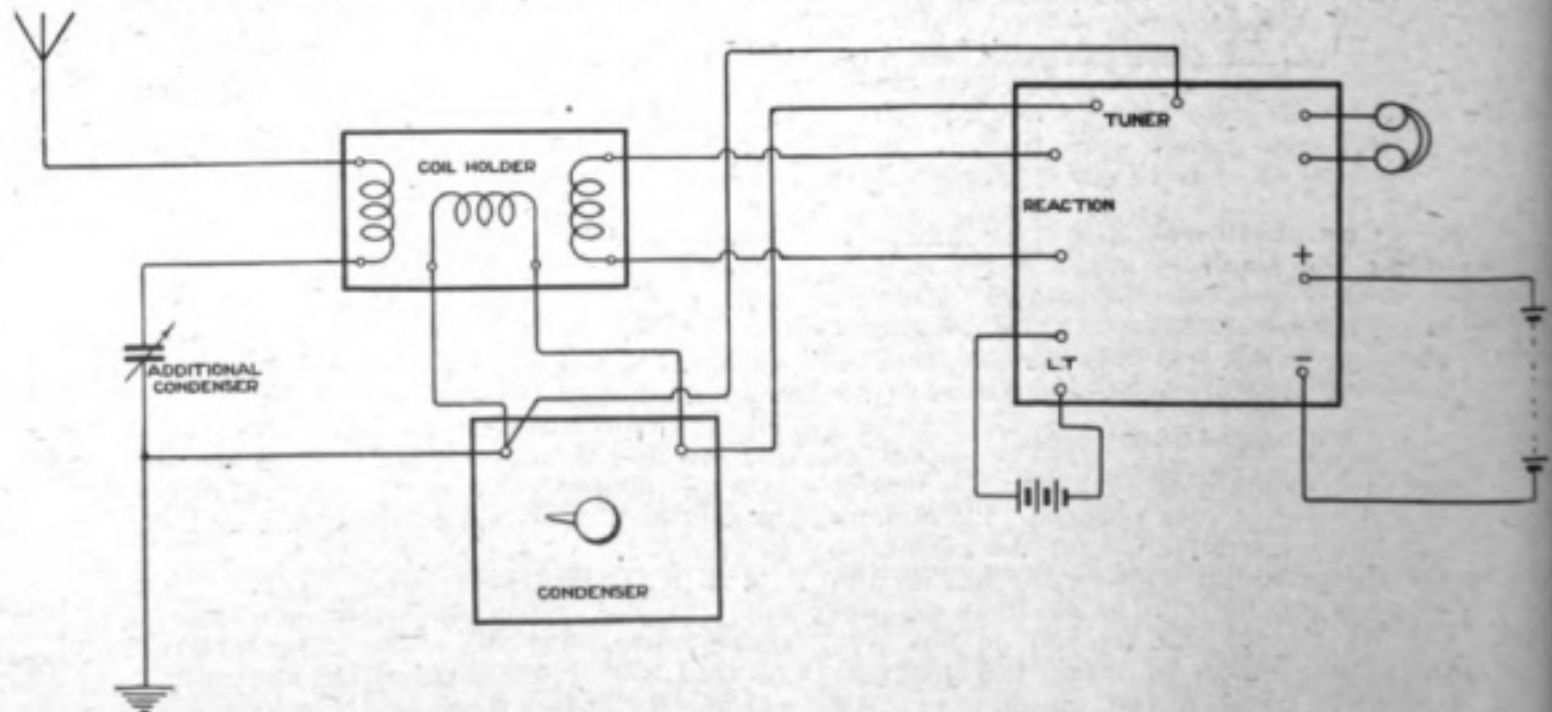 COIL HOLDER
TUNER
REACTION
+
L.T
−
ADDITIONAL
CONDENSER
CONDENSER